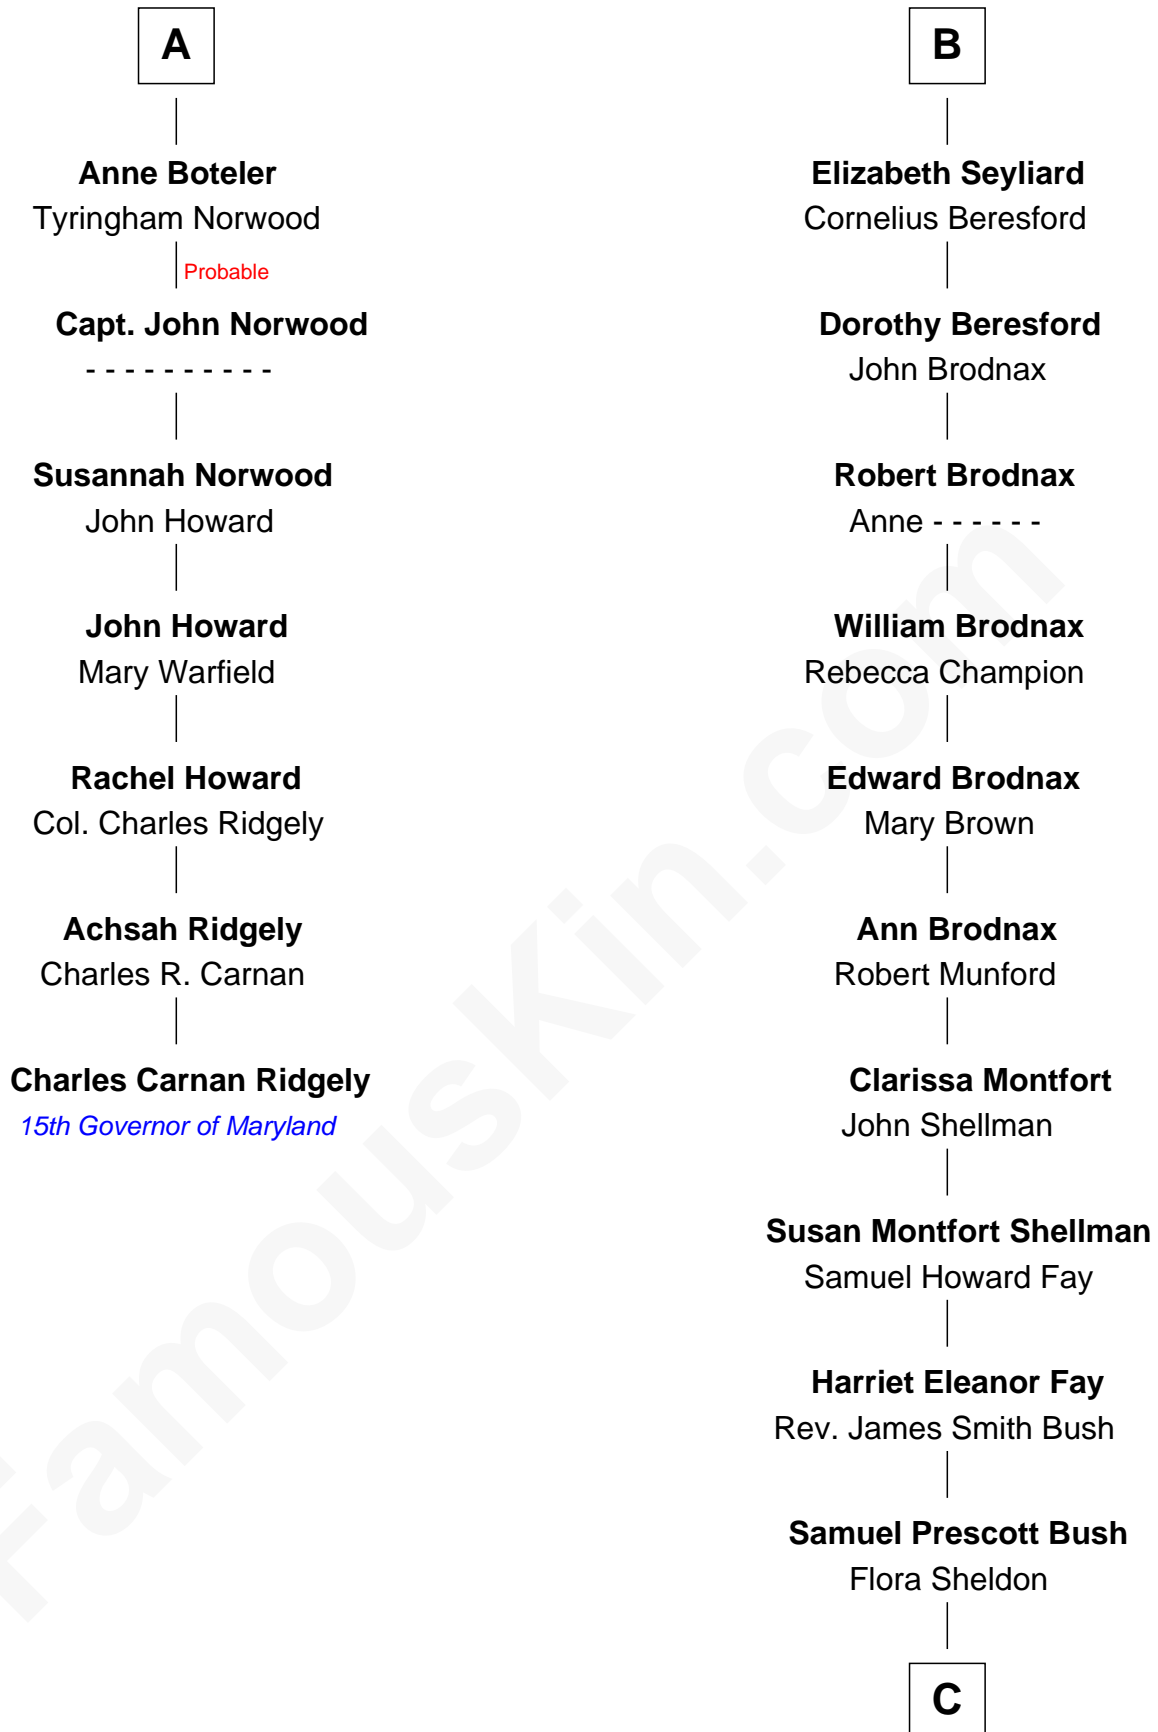 A
Anne Boteler
Tyringham Norwood
Probable
Capt. John Norwood
- - - - - - - - - -
Susannah Norwood
John Howard
John Howard
Mary Warfield
Rachel Howard
Col. Charles Ridgely
Achsah Ridgely
Charles R. Carnan
Charles Carnan Ridgely
15th Governor of Maryland
B
Elizabeth Seyliard
Cornelius Beresford
Dorothy Beresford
John Brodnax
Robert Brodnax
Anne - - - - - -
William Brodnax
Rebecca Champion
Edward Brodnax
Mary Brown
Ann Brodnax
Robert Munford
Clarissa Montfort
John Shellman
Susan Montfort Shellman
Samuel Howard Fay
Harriet Eleanor Fay
Rev. James Smith Bush
Samuel Prescott Bush
Flora Sheldon
C
FamousKin.com